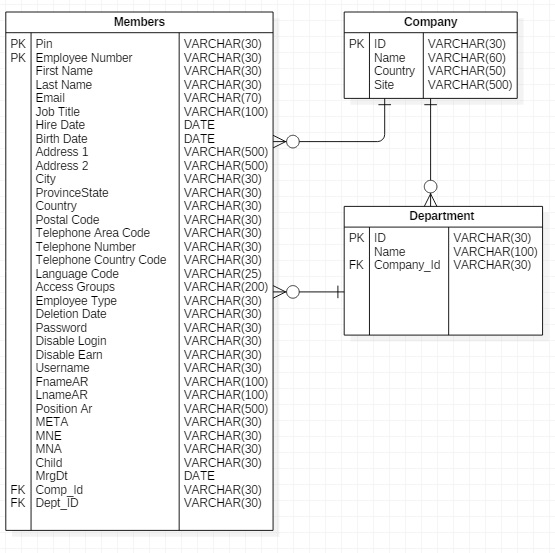 Members
PK Pin VARCHAR(30)
PK Employee Number VARCHAR(30)
First Name VARCHAR(30)
Last Name VARCHAR(30)
Email VARCHAR(70)
Job Title VARCHAR(100)
Hire Date DATE
Birth Date DATE
Address 1 VARCHAR(500)
Address 2 VARCHAR(500)
City VARCHAR(30)
ProvinceState VARCHAR(30)
Country VARCHAR(30)
Postal Code VARCHAR(30)
Telephone Area Code VARCHAR(30)
Telephone Number VARCHAR(30)
Telephone Country Code VARCHAR(30)
Language Code VARCHAR(25)
Access Groups VARCHAR(200)
Employee Type VARCHAR(30)
Deletion Date VARCHAR(30)
Password VARCHAR(30)
Disable Login VARCHAR(30)
Disable Earn VARCHAR(30)
Username VARCHAR(30)
FnameAR VARCHAR(100)
LnameAR VARCHAR(100)
Position Ar VARCHAR(500)
META VARCHAR(30)
MNE VARCHAR(30)
MNA VARCHAR(30)
Child VARCHAR(30)
MrgDt DATE
FK Comp_Id VARCHAR(30)
FK Dept_ID VARCHAR(30)
Company
PK ID VARCHAR(30)
Name VARCHAR(60)
Country VARCHAR(50)
Site VARCHAR(500)
Department
PK ID VARCHAR(30)
Name VARCHAR(100)
FK Company_Id VARCHAR(30)